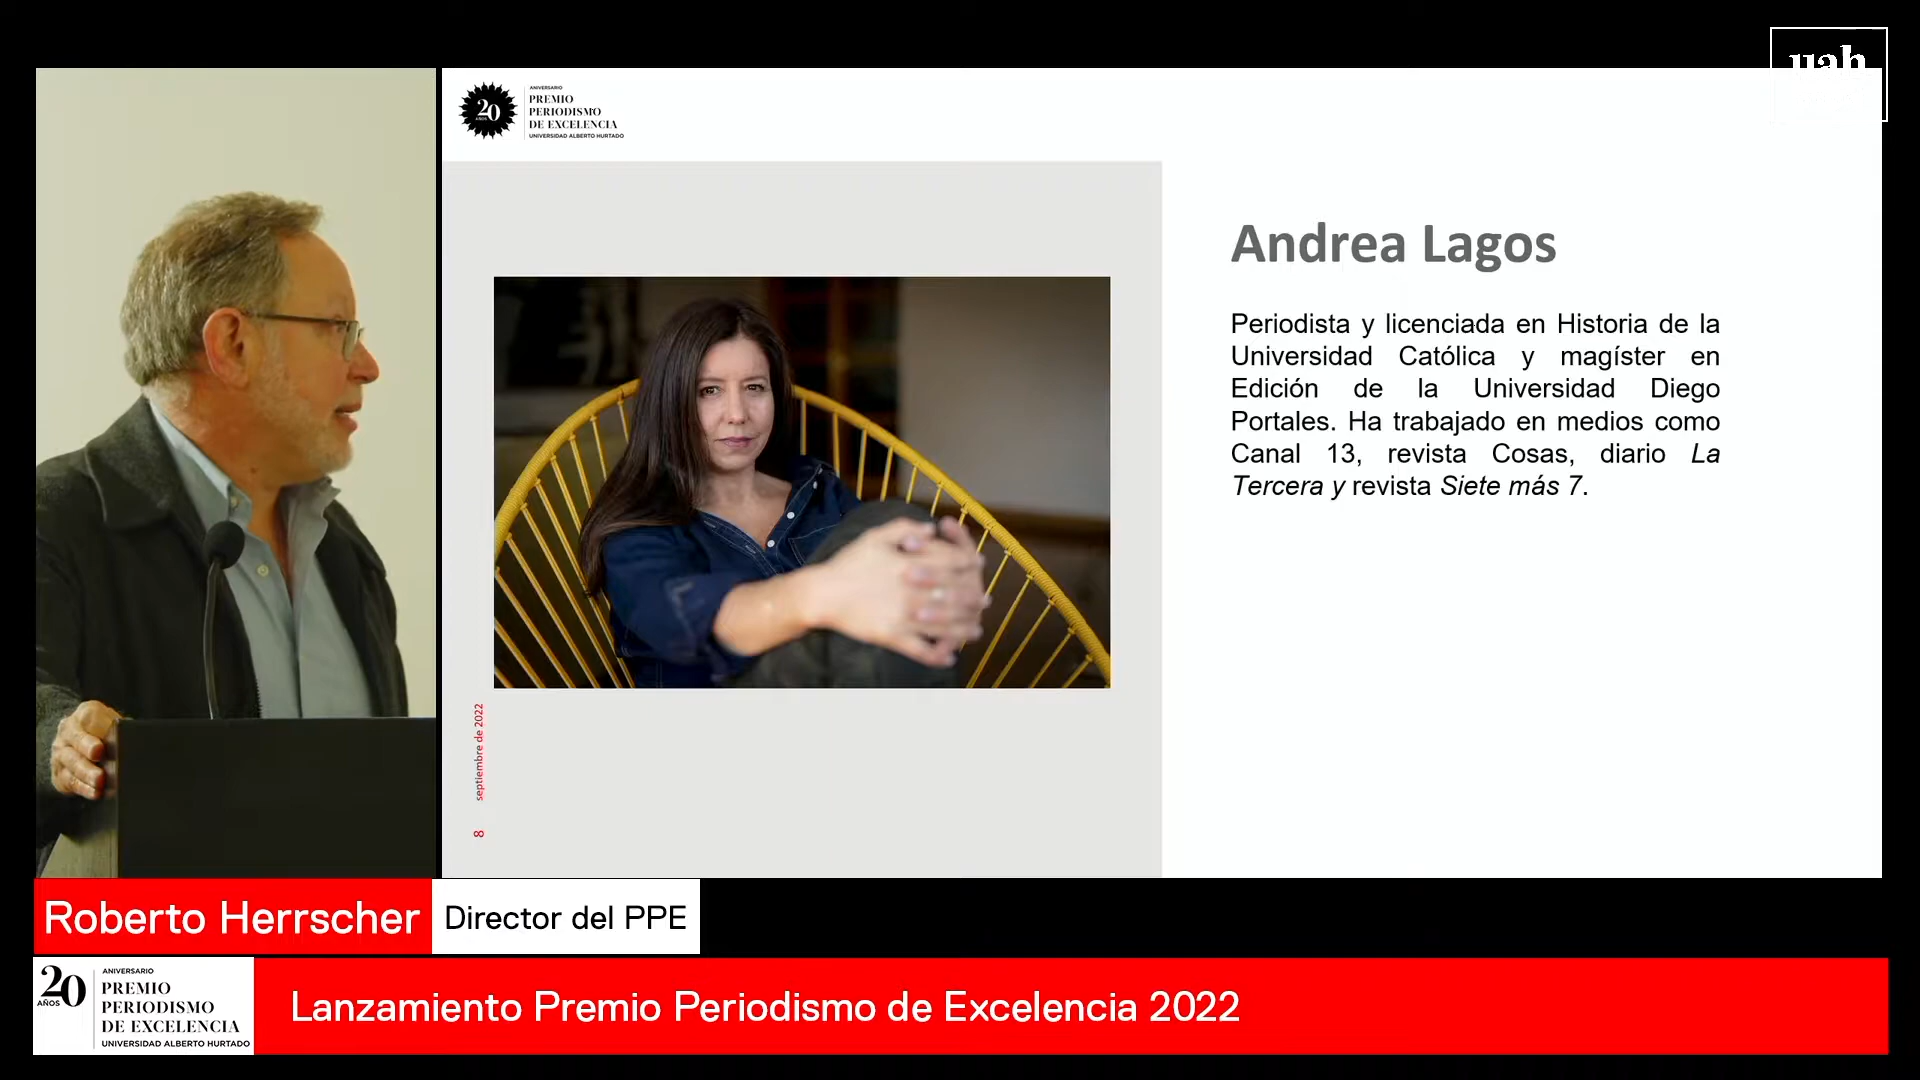 uah
20
AÑOS
ANIVERSARIO
PREMIO
PERIODISMO
DE EXCELENCIA
UNIVERSIDAD ALBERTO HURTADO
Andrea Lagos
Periodista y licenciada en Historia de la
Universidad Católica y magíster en
Edición de la Universidad Diego
Portales. Ha trabajado en medios como
Canal 13, revista Cosas, diario La
Tercera y revista Siete más 7.
septiembre de 2022
8
Roberto Herrscher
Director del PPE
20
AÑOS
ANIVERSARIO
PREMIO
PERIODISMO
DE EXCELENCIA
UNIVERSIDAD ALBERTO HURTADO
Lanzamiento Premio Periodismo de Excelencia 2022